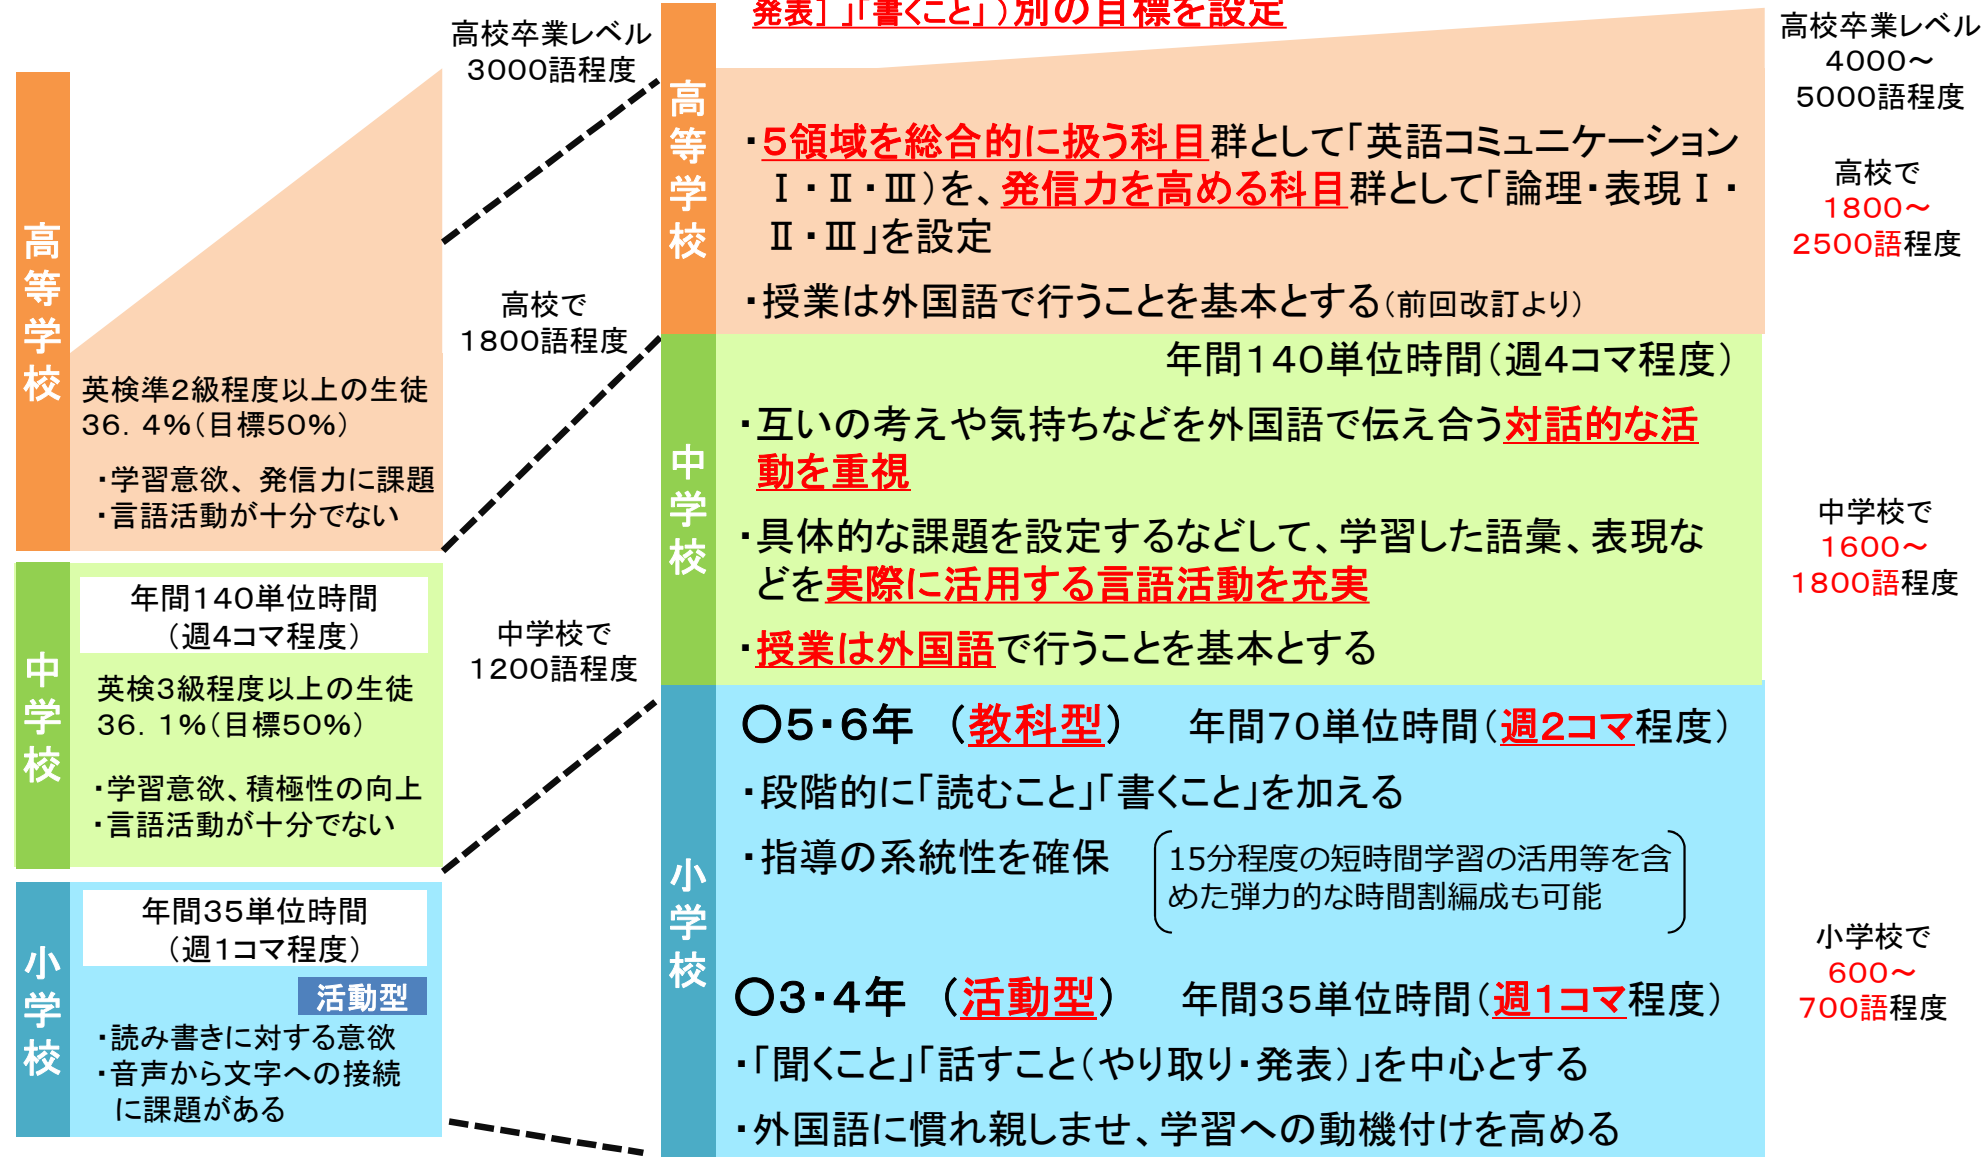 発表］」「書くこと」）別の目標を設定
高校卒業レベル
3000語程度
高等学校
英検準2級程度以上の生徒
36．4％（目標50％）
・学習意欲、発信力に課題
・言語活動が十分でない
高校で
1800語程度
中学校
年間140単位時間
（週4コマ程度）
英検3級程度以上の生徒
36．1％（目標50％）
・学習意欲、積極性の向上
・言語活動が十分でない
中学校で
1200語程度
小学校
年間35単位時間
（週1コマ程度）
活動型
・読み書きに対する意欲
・音声から文字への接続
に課題がある
高等学校
・5領域を総合的に扱う科目群として「英語コミュニケーション
Ⅰ・Ⅱ・Ⅲ）を、発信力を高める科目群として「論理・表現Ⅰ・
Ⅱ・Ⅲ」を設定
・授業は外国語で行うことを基本とする（前回改訂より）
中学校
年間140単位時間（週4コマ程度）
・互いの考えや気持ちなどを外国語で伝え合う対話的な活
動を重視
・具体的な課題を設定するなどして、学習した語彙、表現な
どを実際に活用する言語活動を充実
・授業は外国語で行うことを基本とする
小学校
○5・6年　（教科型）　年間70単位時間（週2コマ程度）
・段階的に「読むこと」「書くこと」を加える
・指導の系統性を確保
15分程度の短時間学習の活用等を含
めた弾力的な時間割編成も可能
○3・4年　（活動型）　年間35単位時間（週1コマ程度）
・「聞くこと」「話すこと（やり取り・発表）」を中心とする
・外国語に慣れ親しませ、学習への動機付けを高める
高校卒業レベル
4000～
5000語程度
高校で
1800～
2500語程度
中学校で
1600～
1800語程度
小学校で
600～
700語程度